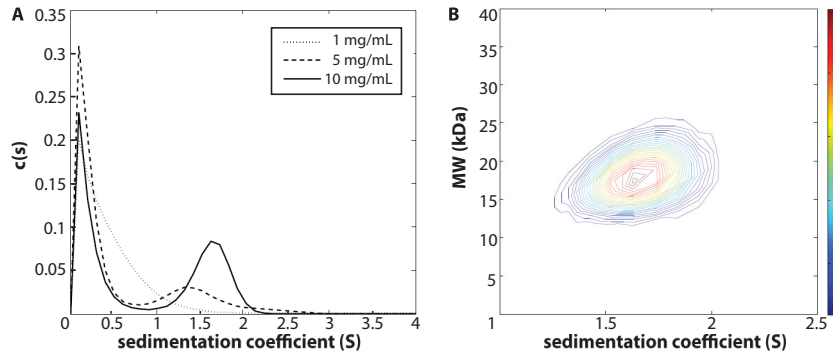 A
c(s)
0.35
0.3
0.25
0.2
0.15
0.1
0.05
1 mg/mL
5 mg/mL
10 mg/mL
0 0.5 1 1.5 2 2.5 3 3.5 4
sedimentation coefficient (S)
B
MW (kDa)
40
35
30
25
20
15
10
5
1 1.5 2 2.5
sedimentation coefficient (S)